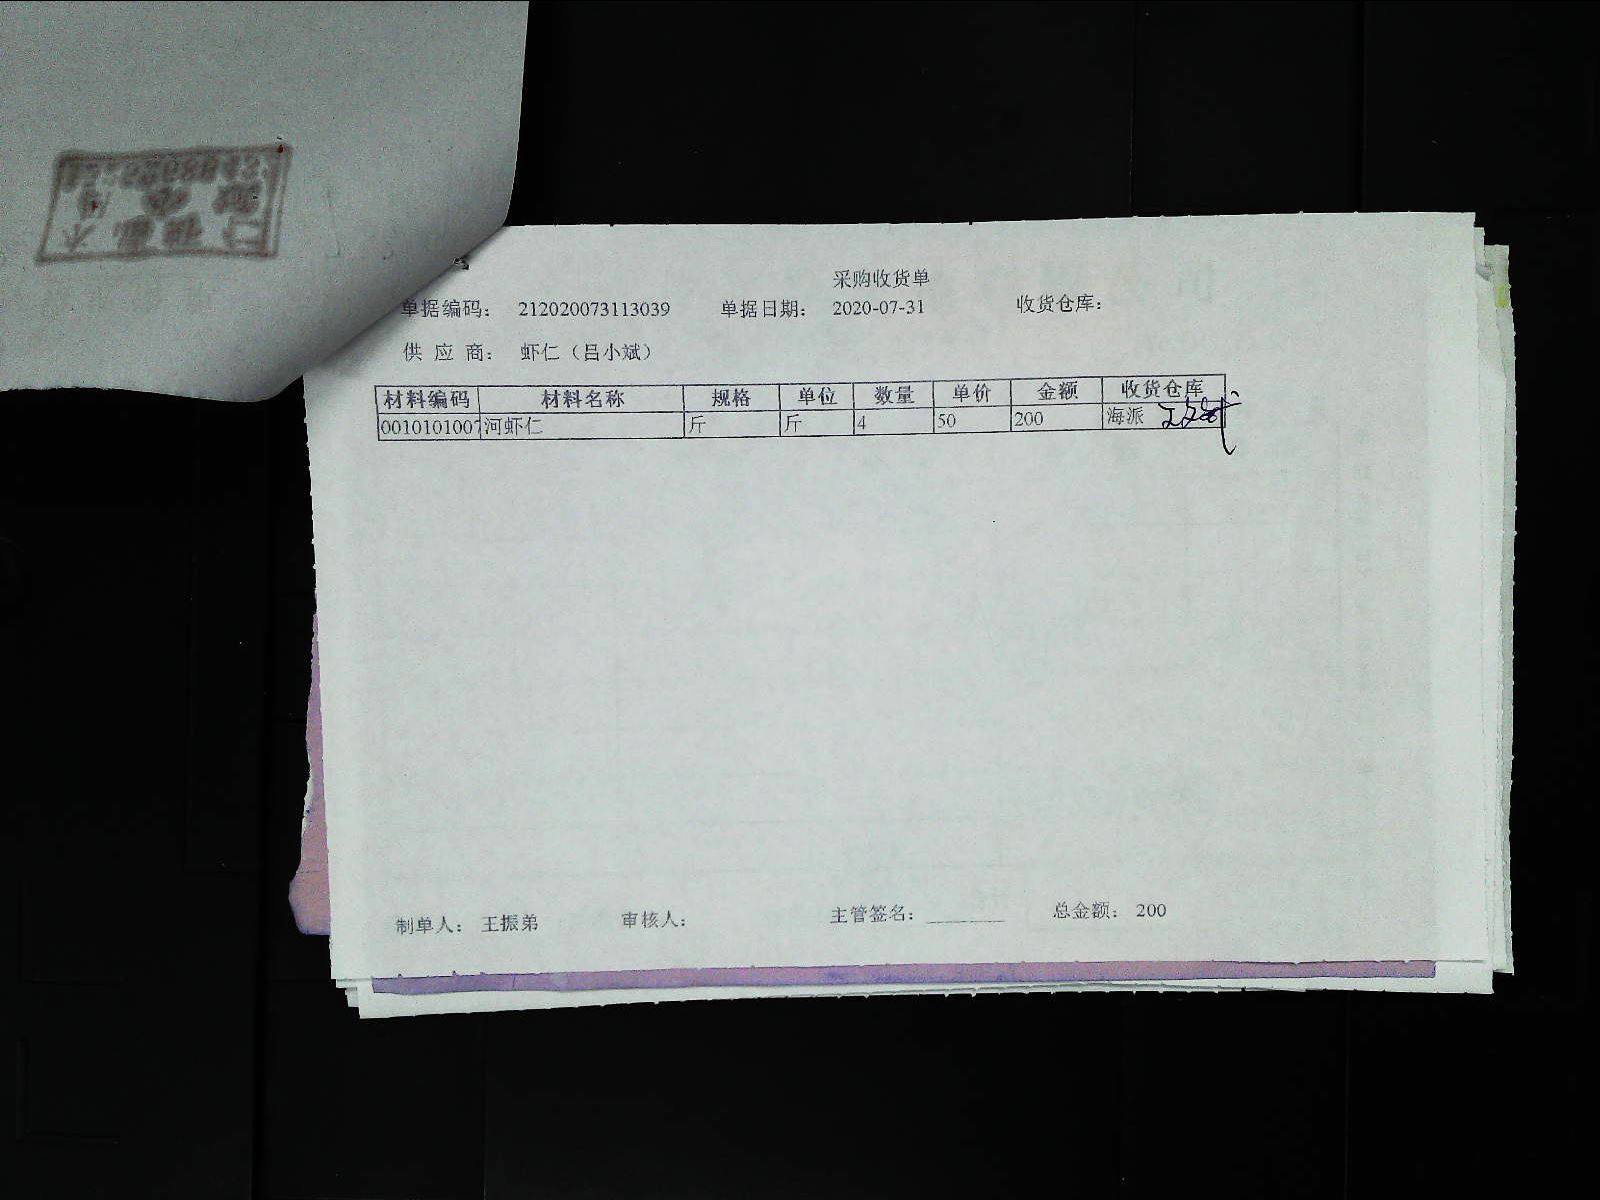 采购收货单
单据编码： 212020073113039 单据日期： 2020-07-31 收货仓库：
供 应 商： 虾仁（吕小斌）
材料编码 材料名称 规格 单位 数量 单价 金额 收货仓库
0010101007 河虾仁 斤 斤 4 50 200 海派
制单人： 王振弟 审核人： 主管签名： ________ 总金额： 200